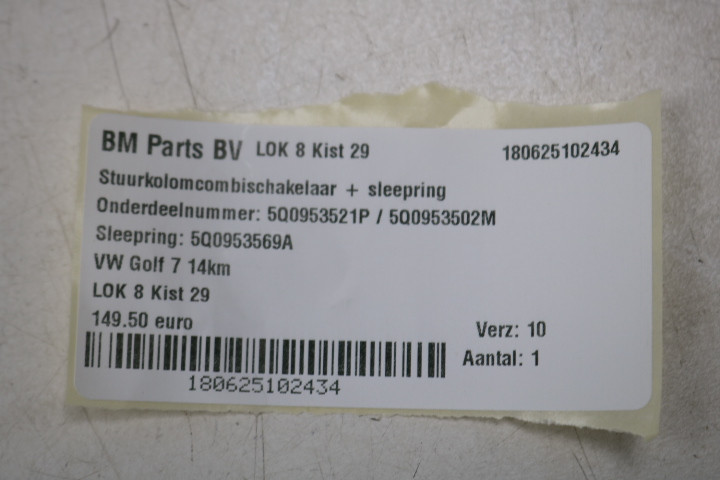 BM Parts BV LOK 8 Kist 29 180625102434
Stuurkolomcombischakelaar + sleepring
Onderdeelnummer: 5Q0953521P / 5Q0953502M
Sleepring: 5Q0953569A
VW Golf 7 14km
LOK 8 Kist 29
149.50 euro
Verz: 10
Aantal: 1
180625102434